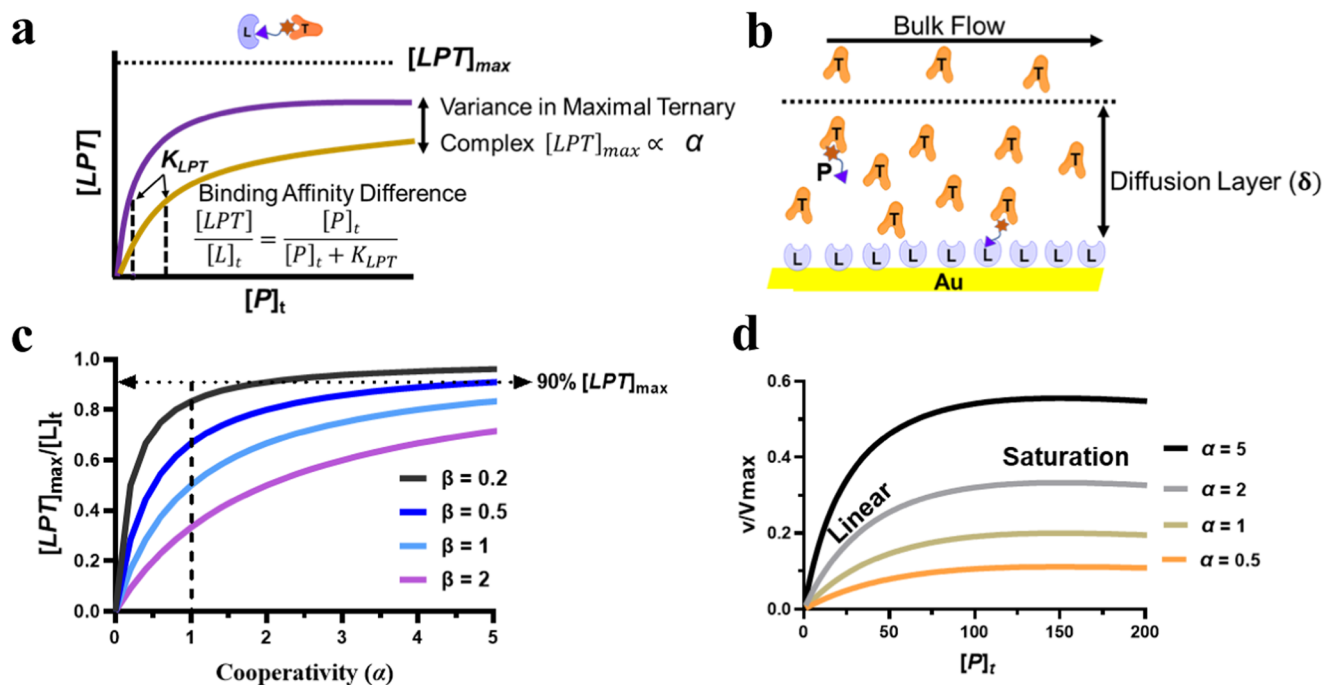 a
L
T
[LPT]max
[LPT]
Variance in Maximal Ternary
Complex [LPT]max ∝ α
KLPT
Binding Affinity Difference
[LPT]/[L]t = [P]t/([P]t + KLPT)
[P]t
b
Bulk Flow
T T T
T
P
T T T T T T T
Diffusion Layer (δ)
L L L L L L L L
Au
c
[LPT]max/[L]t
1.0
0.8
0.6
0.4
0.2
0.0
90% [LPT]max
β = 0.2
β = 0.5
β = 1
β = 2
0 1 2 3 4 5
Cooperativity (α)
d
v/Vmax
0.6
0.4
0.2
0.0
Linear
Saturation
α = 5
α = 2
α = 1
α = 0.5
0 50 100 150 200
[P]t